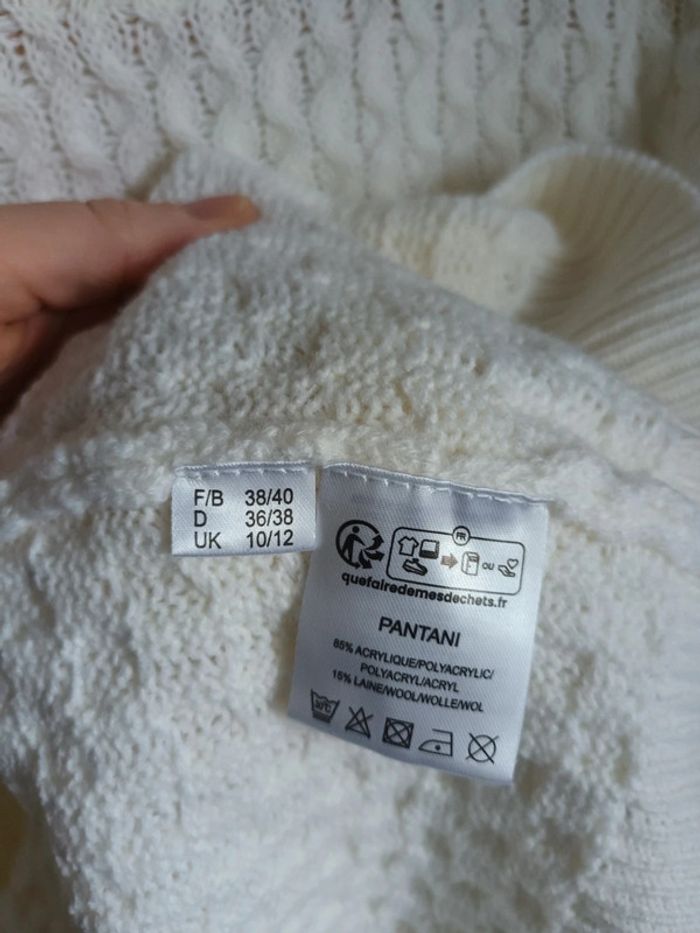 F/B 38/40
D 36/38
UK 10/12
FR
OU
quefairedemesdechets.fr
PANTANI
85% ACRYLIQUE/POLYACRYLIC/
POLYACRYL/ACRYL
15% LAINE/WOOL/WOLLE/WOL
30°C